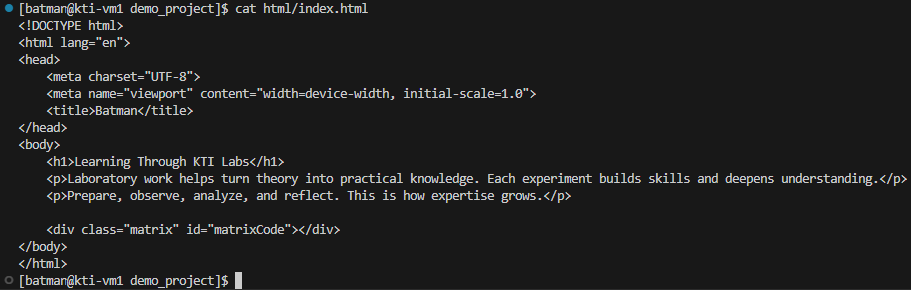 [batman@kti-vm1 demo_project]$ cat html/index.html
<!DOCTYPE html>
<html lang="en">
<head>
    <meta charset="UTF-8">
    <meta name="viewport" content="width=device-width, initial-scale=1.0">
    <title>Batman</title>
</head>
<body>
    <h1>Learning Through KTI Labs</h1>
    <p>Laboratory work helps turn theory into practical knowledge. Each experiment builds skills and deepens understanding.</p>
    <p>Prepare, observe, analyze, and reflect. This is how expertise grows.</p>

    <div class="matrix" id="matrixCode"></div>
</body>
</html>
[batman@kti-vm1 demo_project]$